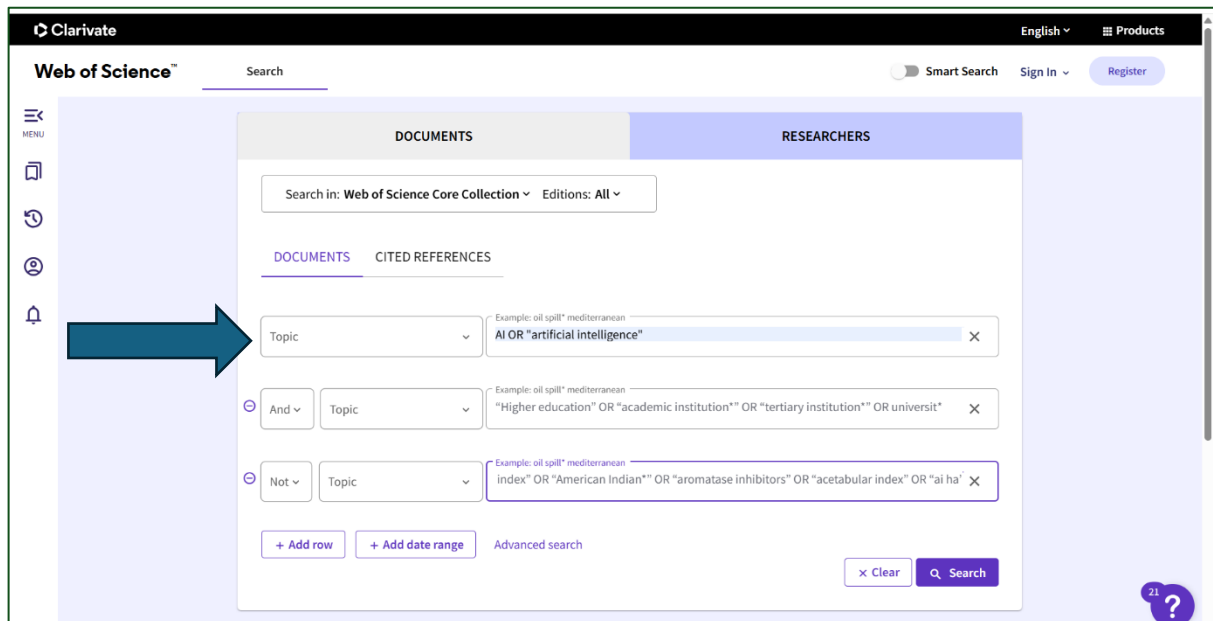 Clarivate English Products
Web of Science™ Search Smart Search Sign In Register
MENU
DOCUMENTS RESEARCHERS
Search in: Web of Science Core Collection Editions: All
DOCUMENTS CITED REFERENCES
Example: oil spill* mediterranean
Topic AI OR "artificial intelligence"
Example: oil spill* mediterranean
And Topic “Higher education” OR “academic institution*” OR “tertiary institution*” OR universit*
Example: oil spill* mediterranean
Not Topic index” OR “American Indian*” OR “aromatase inhibitors” OR “acetabular index” OR “ai ha
+ Add row + Add date range Advanced search
× Clear Search
21
?